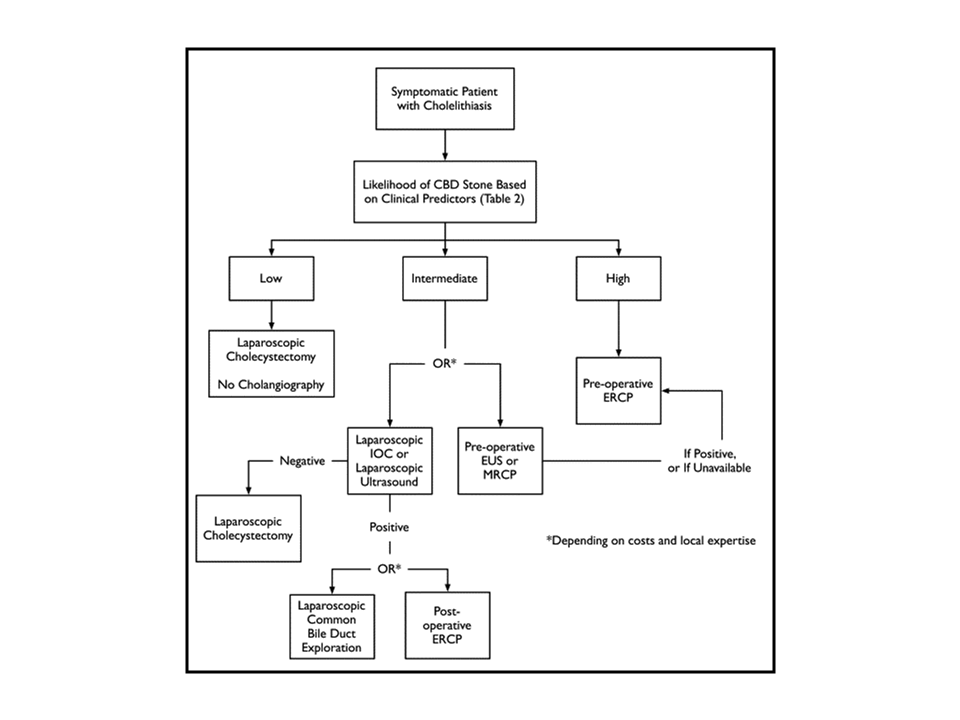 Symptomatic Patient
with Cholelithiasis
Likelihood of CBD Stone Based
on Clinical Predictors (Table 2)
Low
Intermediate
High
Laparoscopic
Cholecystectomy
No Cholangiography
OR*
Pre-operative
ERCP
Laparoscopic
IOC or
Laparoscopic
Ultrasound
Pre-operative
EUS or
MRCP
If Positive,
or If Unavailable
Negative
Laparoscopic
Cholecystectomy
Positive
*Depending on costs and local expertise
OR*
Laparoscopic
Common
Bile Duct
Exploration
Post-
operative
ERCP